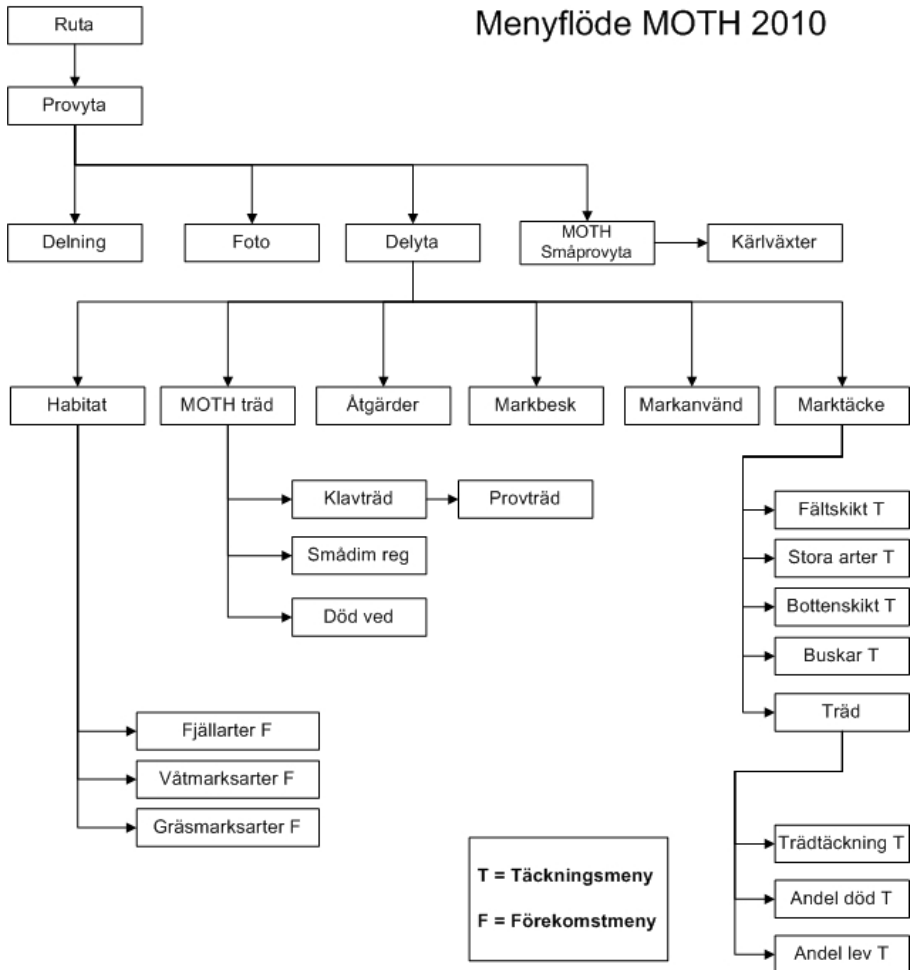 Menyflöde MOTH 2010
Ruta
Provyta
Delning
Foto
Delyta
MOTH
Småprovyta
Kärlväxter
Habitat
MOTH träd
Åtgärder
Markbesk
Markanvänd
Marktäcke
Klavträd
Provträd
Smådim reg
Död ved
Fältskikt T
Stora arter T
Bottenskikt T
Buskar T
Träd
Fjällarter F
Våtmarksarter F
Gräsmarksarter F
Trädtäckning T
Andel död T
Andel lev T
T = Täckningsmeny
F = Förekomstmeny